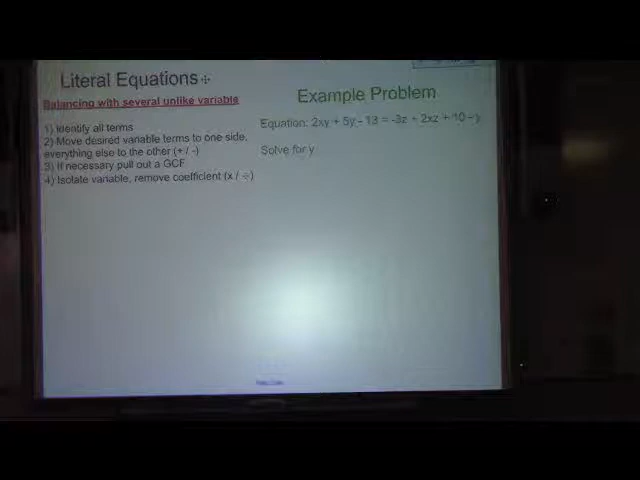 Literal Equations
Balancing with several unlike variable
1) Identify all terms
2) Move desired variable terms to one side,
everything else to the other (+ / -)
3) If necessary pull out a GCF
4) Isolate variable, remove coefficient (x / ÷)
Example Problem
Equation: 2xy + 5y - 13 = -3z + 2xz + 10 - y
Solve for y